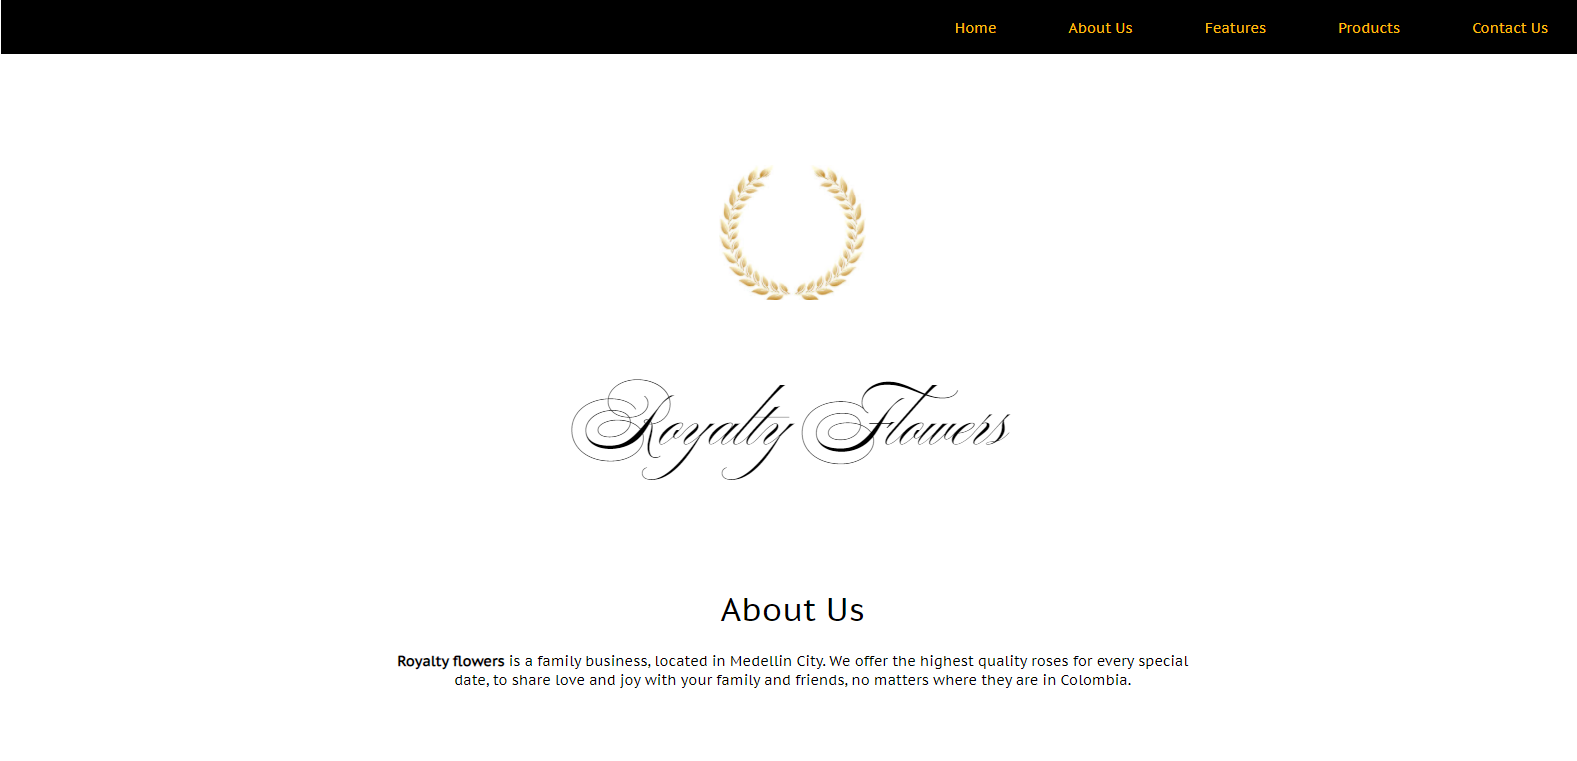 Home About Us Features Products Contact Us
Royalty Flowers
About Us
Royalty flowers is a family business, located in Medellin City. We offer the highest quality roses for every special
date, to share love and joy with your family and friends, no matters where they are in Colombia.